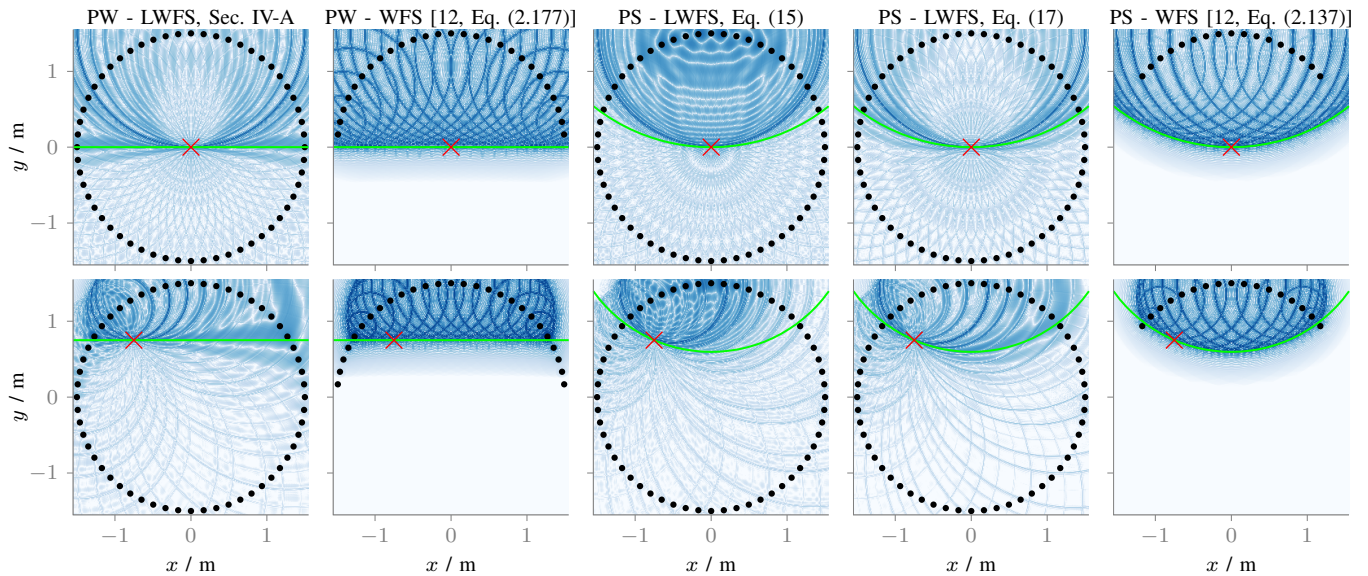 PW - LWFS, Sec. IV-A PW - WFS [12, Eq. (2.177)] PS - LWFS, Eq. (15) PS - LWFS, Eq. (17) PS - WFS [12, Eq. (2.137)]
1
0
−1
y / m
1
0
−1
y / m
−1 0 1 −1 0 1 −1 0 1 −1 0 1 −1 0 1
x / m x / m x / m x / m x / m